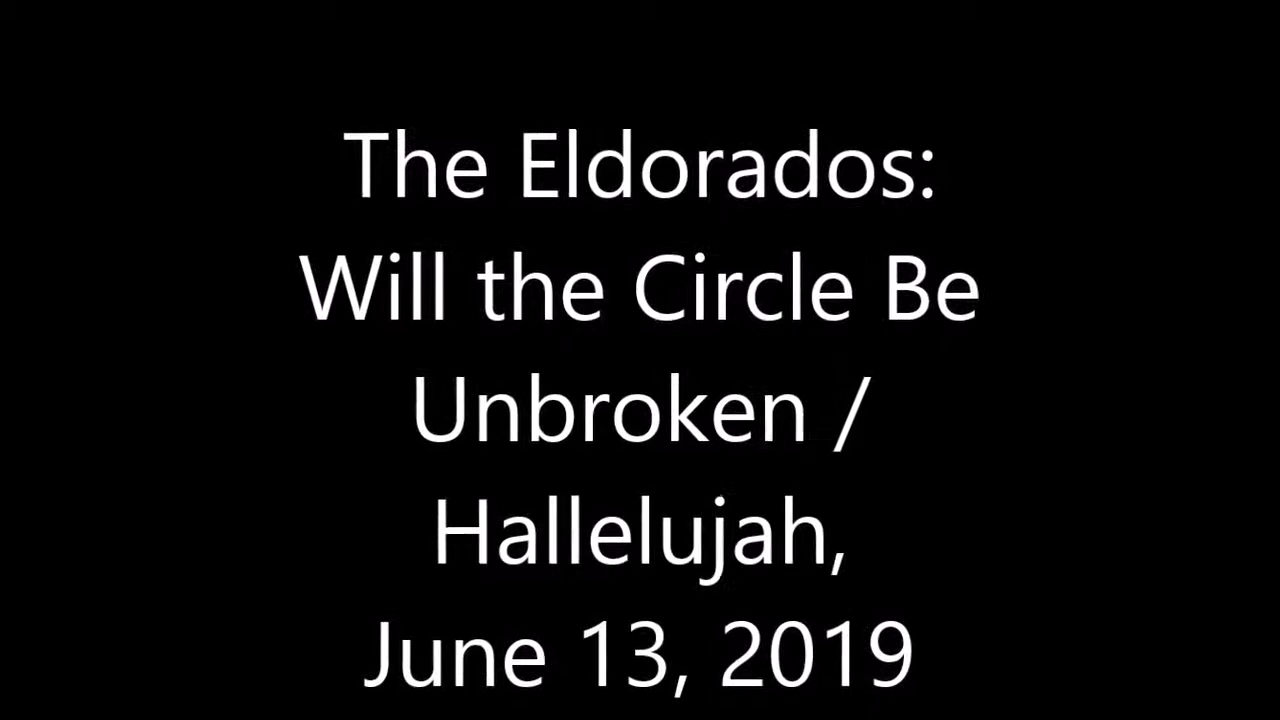 The Eldorados:
Will the Circle Be
Unbroken /
Hallelujah,
June 13, 2019